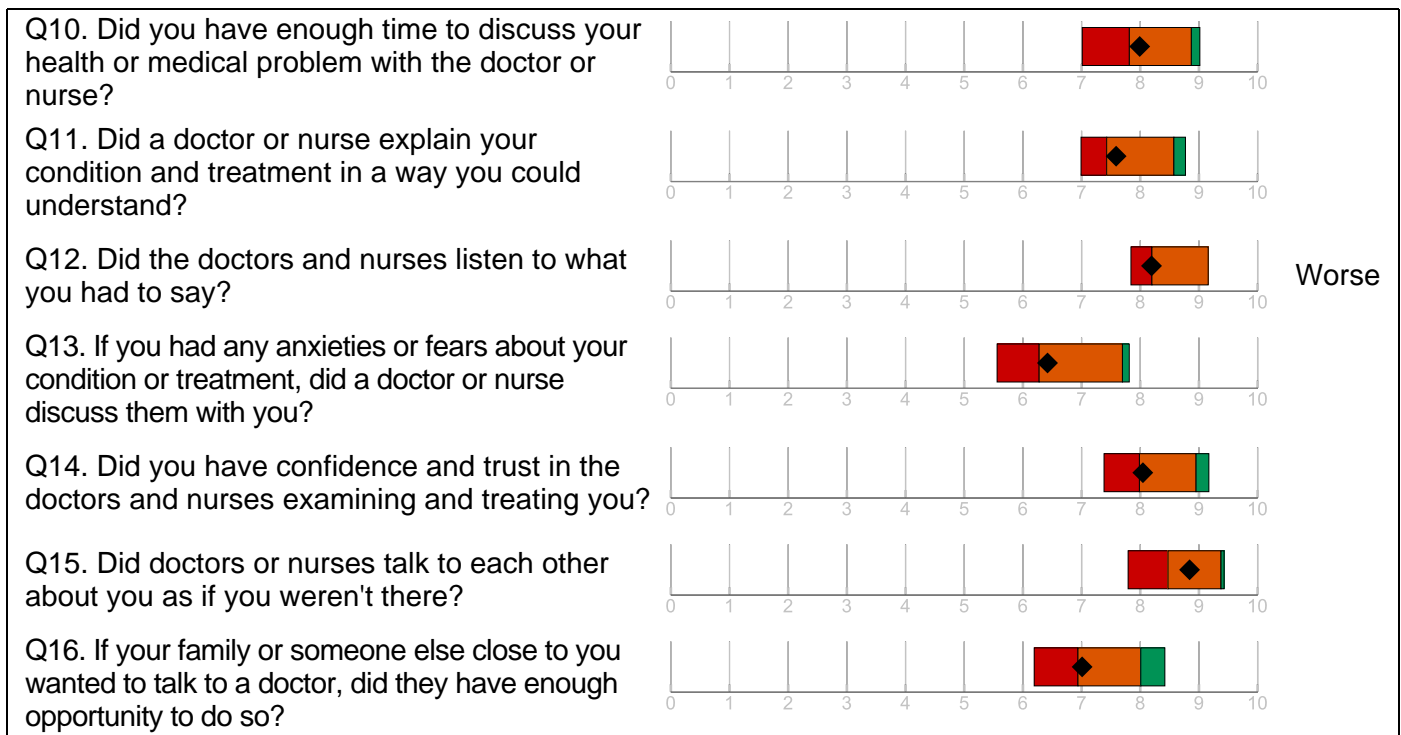 Q10. Did you have enough time to discuss your
health or medical problem with the doctor or
nurse?
0 1 2 3 4 5 6 7 8 9 10
Q11. Did a doctor or nurse explain your
condition and treatment in a way you could
understand?
0 1 2 3 4 5 6 7 8 9 10
Q12. Did the doctors and nurses listen to what
you had to say?
0 1 2 3 4 5 6 7 8 9 10
Worse
Q13. If you had any anxieties or fears about your
condition or treatment, did a doctor or nurse
discuss them with you?
0 1 2 3 4 5 6 7 8 9 10
Q14. Did you have confidence and trust in the
doctors and nurses examining and treating you?
0 1 2 3 4 5 6 7 8 9 10
Q15. Did doctors or nurses talk to each other
about you as if you weren't there?
0 1 2 3 4 5 6 7 8 9 10
Q16. If your family or someone else close to you
wanted to talk to a doctor, did they have enough
opportunity to do so?
0 1 2 3 4 5 6 7 8 9 10